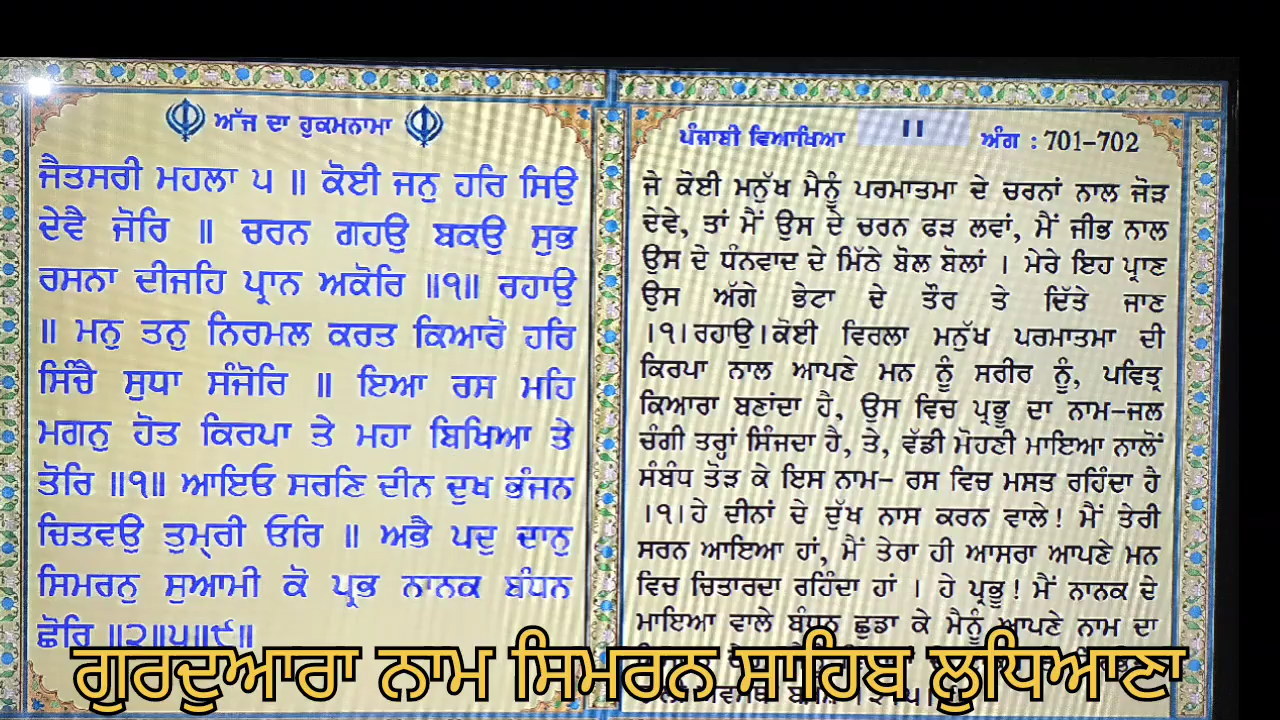 ਅੱਜ ਦਾ ਹੁਕਮਨਾਮਾ
ਜੈਤਸਰੀ ਮਹਲਾ ੫ ॥ ਕੋਈ ਜਨੁ ਹਰਿ ਸਿਉ
ਦੇਵੈ ਜੋਰਿ ॥ ਚਰਨ ਗਹਉ ਬਕਉ ਸੁਭ
ਰਸਨਾ ਦੀਜਹਿ ਪ੍ਰਾਨ ਅਕੋਰਿ ॥੧॥ ਰਹਾਉ
॥ ਮਨੁ ਤਨੁ ਨਿਰਮਲ ਕਰਤ ਕਿਆਰੋ ਹਰਿ
ਸਿੰਚੈ ਸੁਧਾ ਸੰਜੋਰਿ ॥ ਇਆ ਰਸ ਮਹਿ
ਮਗਨੁ ਹੋਤ ਕਿਰਪਾ ਤੇ ਮਹਾ ਬਿਖਿਆ ਤੇ
ਤੋਰਿ ॥੧॥ ਆਇਓ ਸਰਣਿ ਦੀਨ ਦੁਖ ਭੰਜਨ
ਚਿਤਵਉ ਤੁਮ੍ਰੀ ਓਰਿ ॥ ਅਭੈ ਪਦੁ ਦਾਨੁ
ਸਿਮਰਨੁ ਸੁਆਮੀ ਕੋ ਪ੍ਰਭ ਨਾਨਕ ਬੰਧਨ
ਛੋਰਿ ॥੨॥੫॥੯॥
ਪੰਜਾਬੀ ਵਿਆਖਿਆ ਅੰਗ : 701-702
ਜੇ ਕੋਈ ਮਨੁੱਖ ਮੈਨੂੰ ਪਰਮਾਤਮਾ ਦੇ ਚਰਨਾਂ ਨਾਲ ਜੋੜ
ਦੇਵੇ, ਤਾਂ ਮੈਂ ਉਸ ਦੇ ਚਰਨ ਫੜ ਲਵਾਂ, ਮੈਂ ਜੀਭ ਨਾਲ
ਉਸ ਦੇ ਧੰਨਵਾਦ ਦੇ ਮਿੱਠੇ ਬੋਲ ਬੋਲਾਂ । ਮੇਰੇ ਇਹ ਪ੍ਰਾਣ
ਉਸ ਅੱਗੇ ਭੇਟਾ ਦੇ ਤੌਰ ਤੇ ਦਿੱਤੇ ਜਾਣ
।੧।ਰਹਾਉ।ਕੋਈ ਵਿਰਲਾ ਮਨੁੱਖ ਪਰਮਾਤਮਾ ਦੀ
ਕਿਰਪਾ ਨਾਲ ਆਪਣੇ ਮਨ ਨੂੰ ਸਰੀਰ ਨੂੰ, ਪਵਿਤ੍ਰ
ਕਿਆਰਾ ਬਣਾਂਦਾ ਹੈ, ਉਸ ਵਿਚ ਪ੍ਰਭੂ ਦਾ ਨਾਮ-ਜਲ
ਚੰਗੀ ਤਰ੍ਹਾਂ ਸਿੰਜਦਾ ਹੈ, ਤੇ, ਵੱਡੀ ਮੋਹਣੀ ਮਾਇਆ ਨਾਲੋਂ
ਸੰਬੰਧ ਤੋੜ ਕੇ ਇਸ ਨਾਮ- ਰਸ ਵਿਚ ਮਸਤ ਰਹਿੰਦਾ ਹੈ
।੧।ਹੇ ਦੀਨਾਂ ਦੇ ਦੁੱਖ ਨਾਸ ਕਰਨ ਵਾਲੇ! ਮੈਂ ਤੇਰੀ
ਸਰਨ ਆਇਆ ਹਾਂ, ਮੈਂ ਤੇਰਾ ਹੀ ਆਸਰਾ ਆਪਣੇ ਮਨ
ਵਿਚ ਚਿਤਾਰਦਾ ਰਹਿੰਦਾ ਹਾਂ । ਹੇ ਪ੍ਰਭੂ! ਮੈਂ ਨਾਨਕ ਦੇ
ਮਾਇਆ ਵਾਲੇ ਬੰਧਨ ਛੁਡਾ ਕੇ ਮੈਨੂੰ ਆਪਣੇ ਨਾਮ ਦਾ
ਗੁਰਦੁਆਰਾ ਨਾਮ ਸਿਮਰਨ ਸਾਹਿਬ ਲੁਧਿਆਣਾ